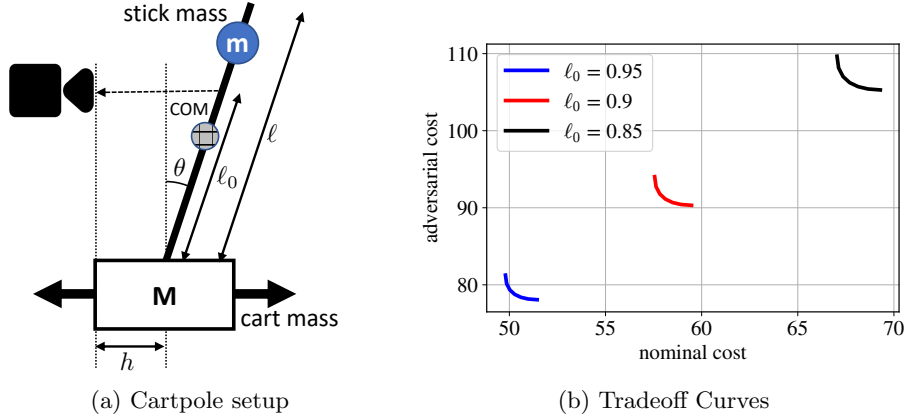 stick mass
m
COM
θ
ℓ₀
ℓ
M
cart mass
h
(a) Cartpole setup
110
100
90
80
adversarial cost
ℓ₀ = 0.95
ℓ₀ = 0.9
ℓ₀ = 0.85
50 55 60 65 70
nominal cost
(b) Tradeoff Curves